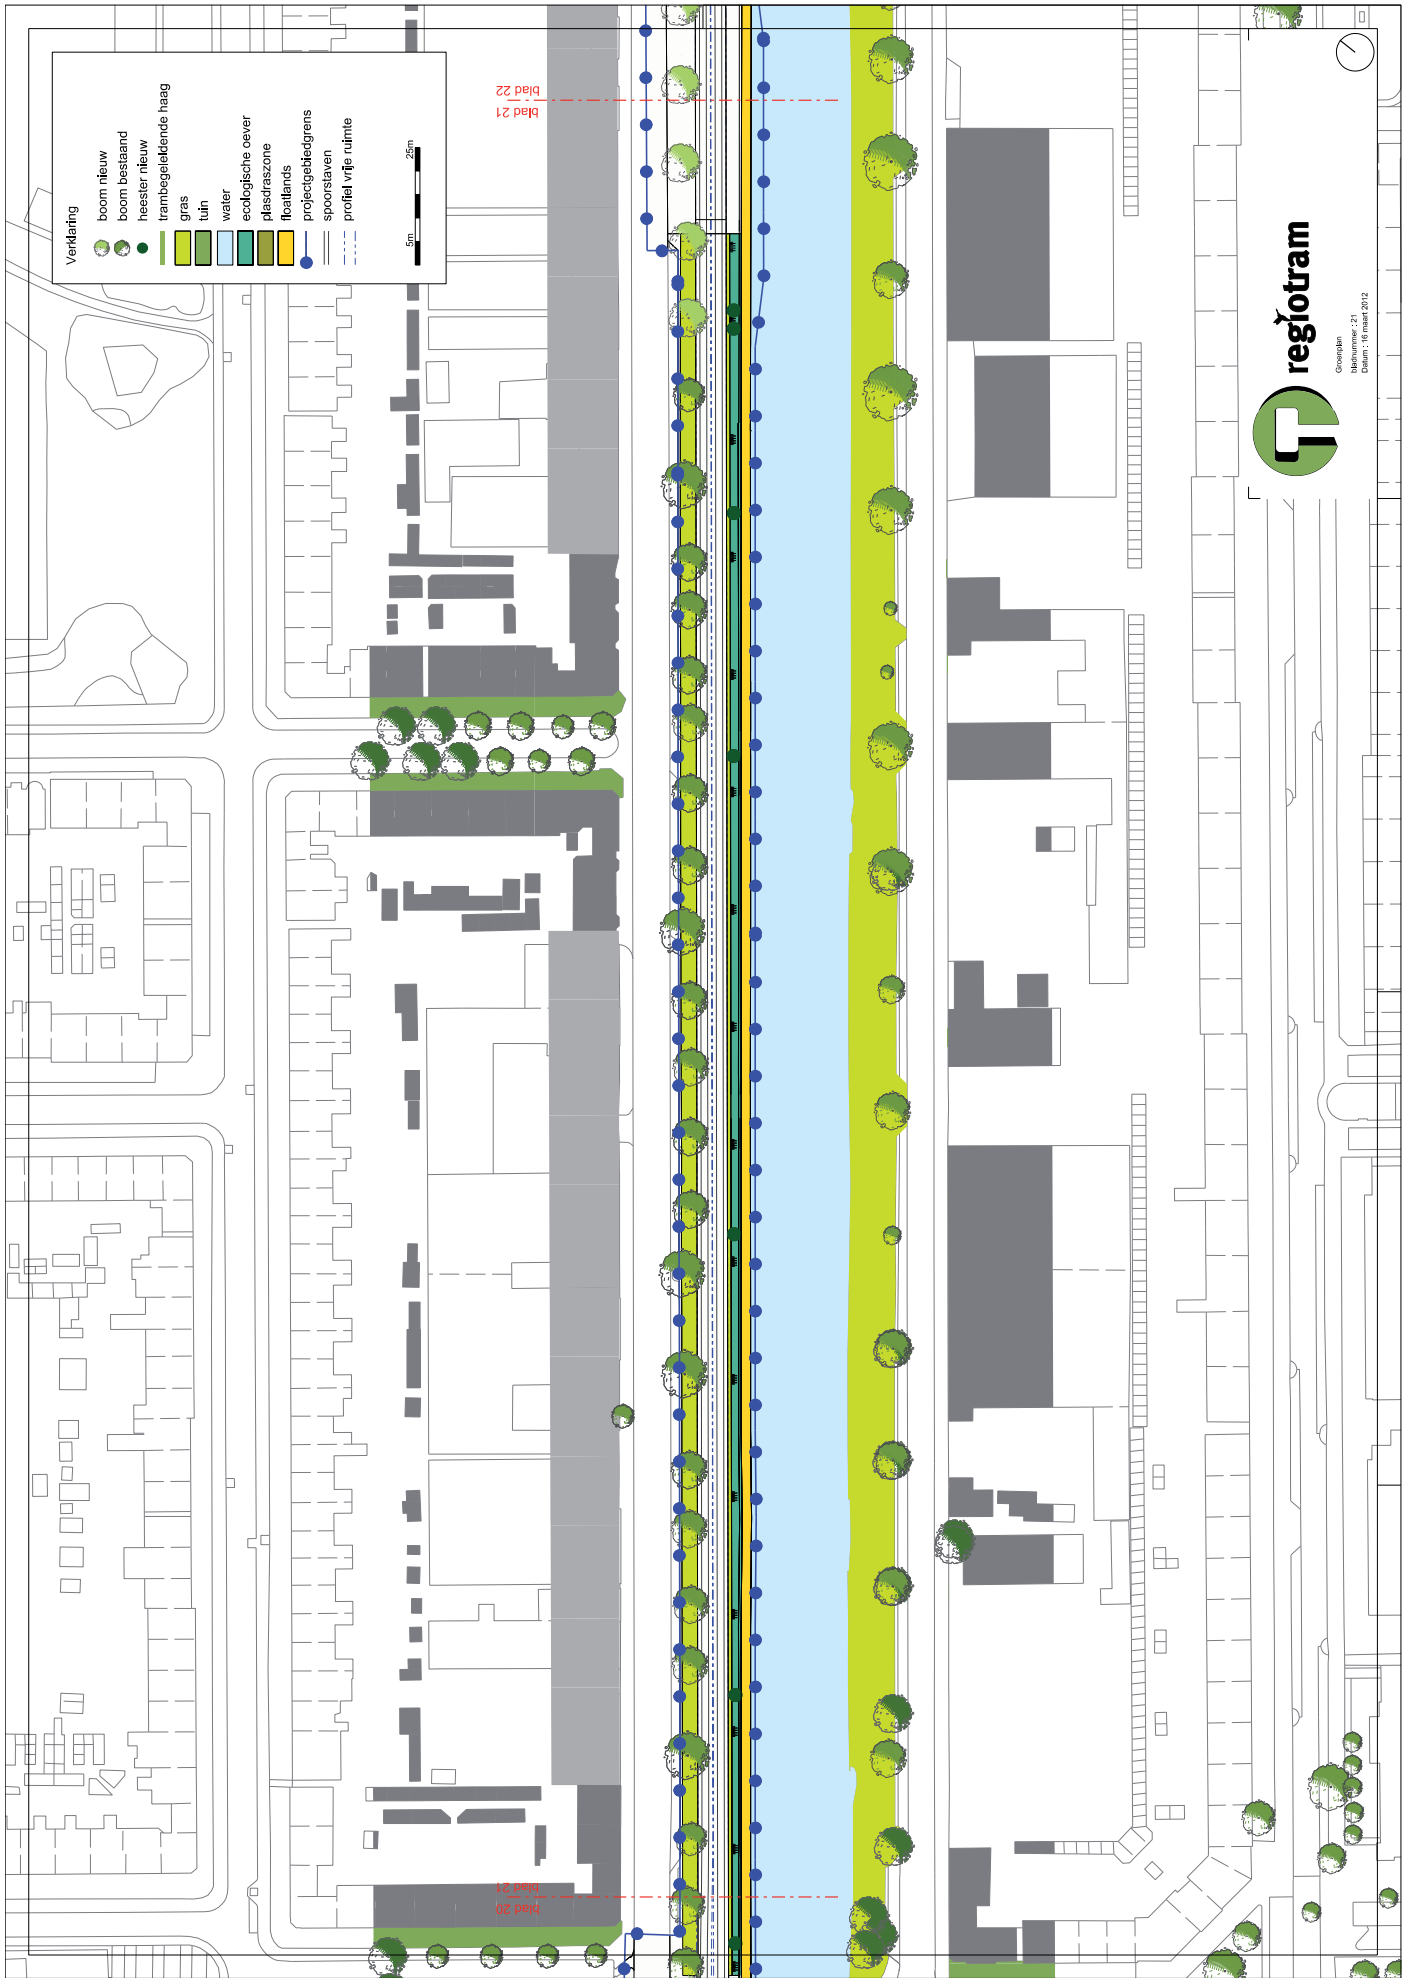 Verklaring
boom nieuw
boom bestaand
heester nieuw
trambegeleidende haag
gras
tuin
water
ecologische oever
plasdraszone
floatlands
projectgebiedgrens
spoorstaven
profiel vrije ruimte
5m
25m
blad 22
blad 21
blad 21
blad 20
regiotram
Groenplan
bladnummer : 21
Datum : 16 maart 2012